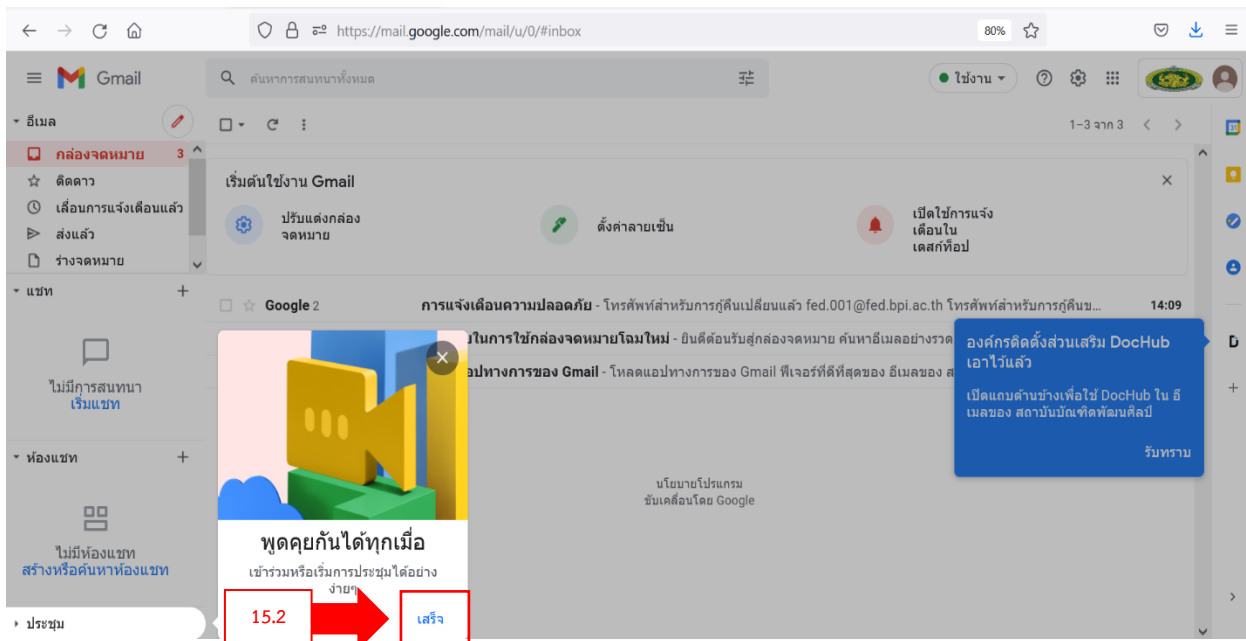 https://mail.google.com/mail/u/0/#inbox
80%
Gmail
ค้นหาการสนทนาทั้งหมด
ใช้งาน
อีเมล
1–3 จาก 3
กล่องจดหมาย 3
ติดดาว
เลื่อนการแจ้งเตือนแล้ว
ส่งแล้ว
ร่างจดหมาย
เริ่มต้นใช้งาน Gmail
ปรับแต่งกล่อง
จดหมาย
ตั้งค่าลายเซ็น
เปิดใช้การแจ้ง
เตือนใน
เดสก์ท็อป
แชท
Google 2 การแจ้งเตือนความปลอดภัย - โทรศัพท์สำหรับการกู้คืนเปลี่ยนแล้ว fed.001@fed.bpi.ac.th โทรศัพท์สำหรับการกู้คืนข... 14:09
ในการใช้กล่องจดหมายโฉมใหม่ - ยินดีต้อนรับสู่กล่องจดหมาย ค้นหาอีเมลอย่างรวด
อปทางการของ Gmail - โหลดแอปทางการของ Gmail ฟีเจอร์ที่ดีที่สุดของ อีเมลของ ส
ไม่มีการสนทนา
เริ่มแชท
องค์กรติดตั้งส่วนเสริม DocHub
เอาไว้แล้ว
เปิดแถบด้านข้างเพื่อใช้ DocHub ใน อี
เมลของ สถาบันบัณฑิตพัฒนศิลป์
รับทราบ
ห้องแชท
ไม่มีห้องแชท
สร้างหรือค้นหาห้องแชท
นโยบายโปรแกรม
ขับเคลื่อนโดย Google
พูดคุยกันได้ทุกเมื่อ
เข้าร่วมหรือเริ่มการประชุมได้อย่าง
ง่ายๆ
15.2
เสร็จ
ประชุม